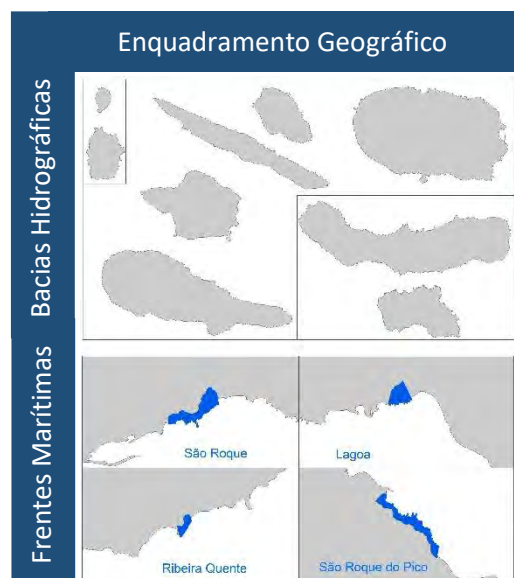 Enquadramento Geográfico
Bacias Hidrográficas
Frentes Marítimas
São Roque
Lagoa
Ribeira Quente
São Roque do Pico